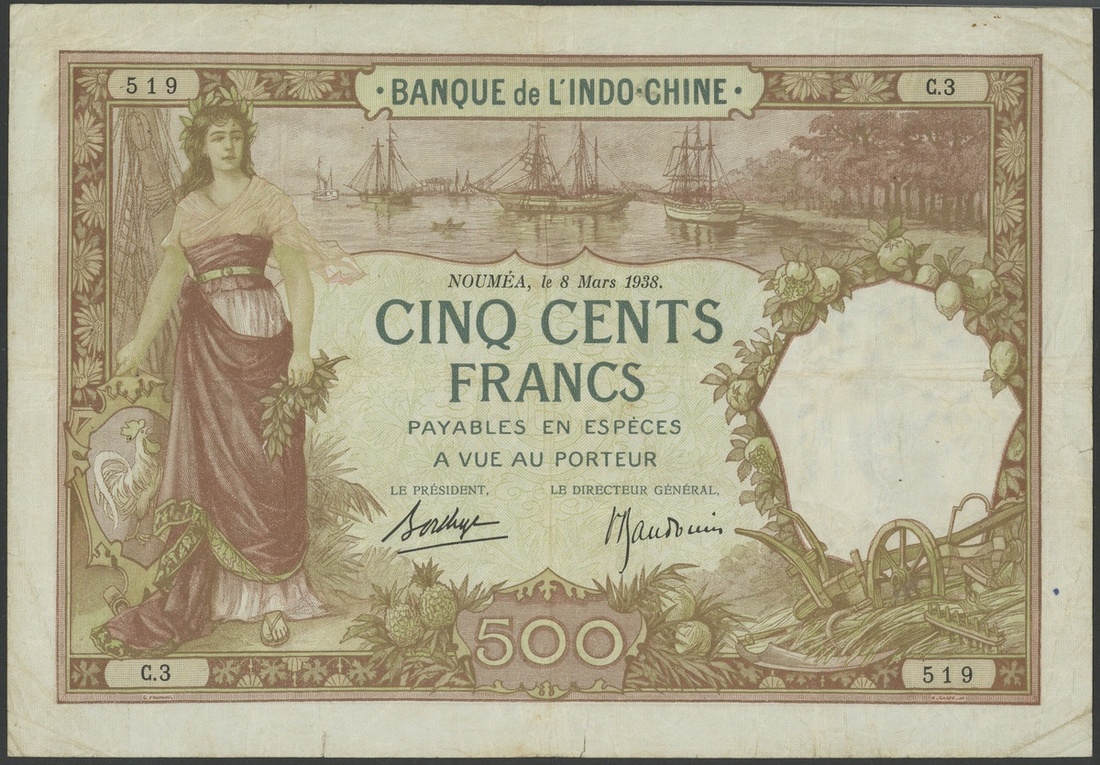 519
· BANQUE de L'INDO-CHINE ·
C.3
NOUMÉA, le 8 Mars 1938.
CINQ CENTS
FRANCS
PAYABLES EN ESPÈCES
A VUE AU PORTEUR
LE PRÉSIDENT,
LE DIRECTEUR GÉNÉRAL,
500
C.3
519